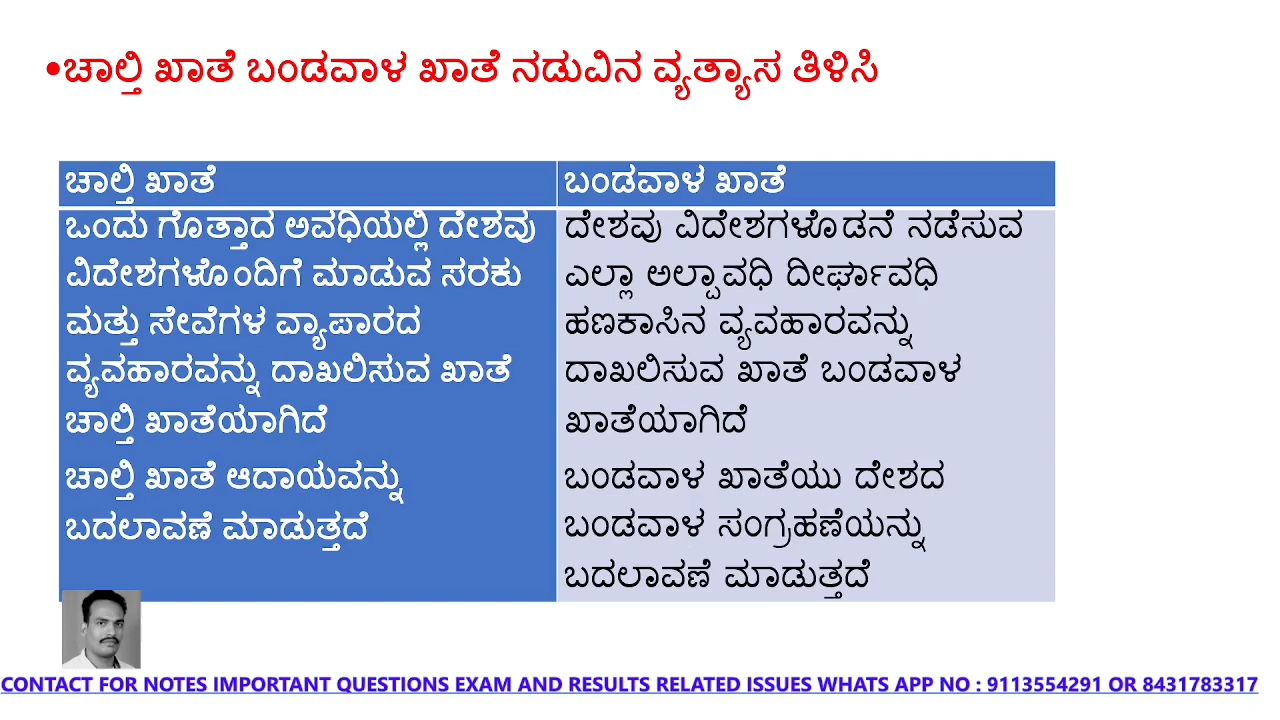 •ಚಾಲ್ತಿ ಖಾತೆ ಬಂಡವಾಳ ಖಾತೆ ನಡುವಿನ ವ್ಯತ್ಯಾಸ ತಿಳಿಸಿ
ಚಾಲ್ತಿ ಖಾತೆ
ಒಂದು ಗೊತ್ತಾದ ಅವಧಿಯಲ್ಲಿ ದೇಶವು
ವಿದೇಶಗಳೊಂದಿಗೆ ಮಾಡುವ ಸರಕು
ಮತ್ತು ಸೇವೆಗಳ ವ್ಯಾಪಾರದ
ವ್ಯವಹಾರವನ್ನು ದಾಖಲಿಸುವ ಖಾತೆ
ಚಾಲ್ತಿ ಖಾತೆಯಾಗಿದೆ
ಚಾಲ್ತಿ ಖಾತೆ ಆದಾಯವನ್ನು
ಬದಲಾವಣೆ ಮಾಡುತ್ತದೆ
ಬಂಡವಾಳ ಖಾತೆ
ದೇಶವು ವಿದೇಶಗಳೊಡನೆ ನಡೆಸುವ
ಎಲ್ಲಾ ಅಲ್ಪಾವಧಿ ದೀರ್ಘಾವಧಿ
ಹಣಕಾಸಿನ ವ್ಯವಹಾರವನ್ನು
ದಾಖಲಿಸುವ ಖಾತೆ ಬಂಡವಾಳ
ಖಾತೆಯಾಗಿದೆ
ಬಂಡವಾಳ ಖಾತೆಯು ದೇಶದ
ಬಂಡವಾಳ ಸಂಗ್ರಹಣೆಯನ್ನು
ಬದಲಾವಣೆ ಮಾಡುತ್ತದೆ
CONTACT FOR NOTES IMPORTANT QUESTIONS EXAM AND RESULTS RELATED ISSUES WHATS APP NO : 9113554291 OR 8431783317